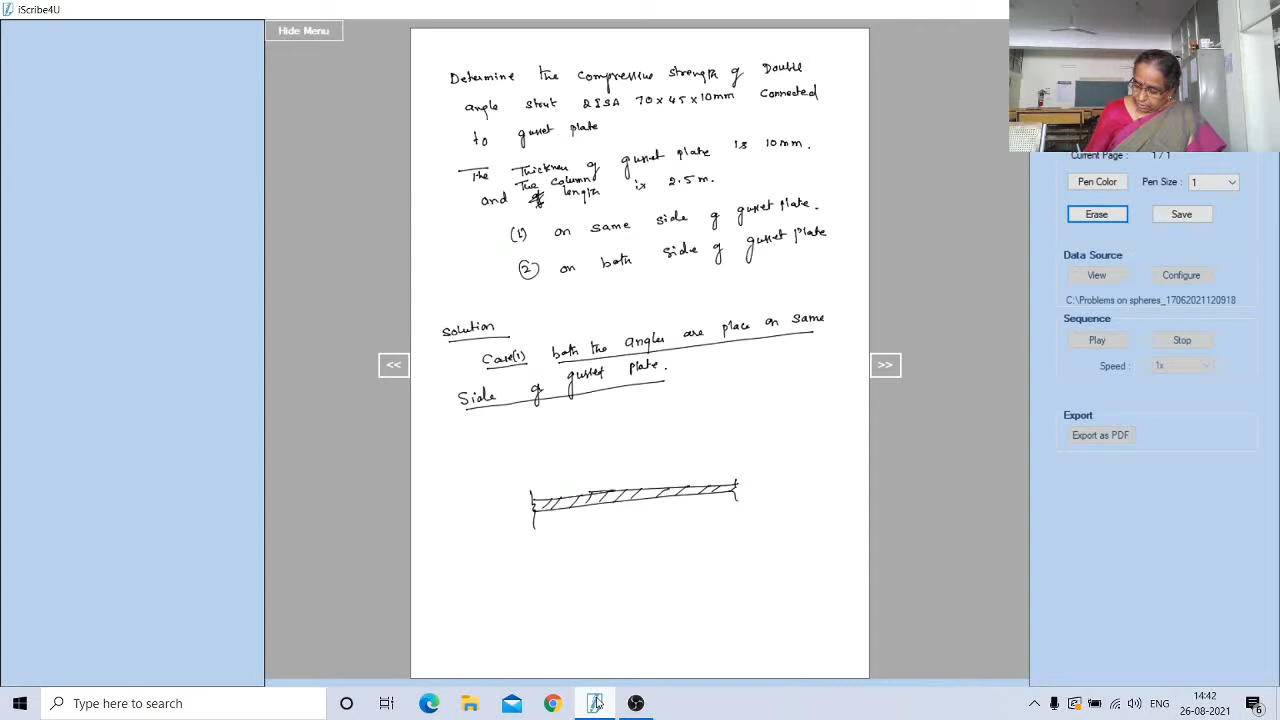 iScribe4U
Hide Menu
Determine the compressive strength of Double
angle strut 2ISA 70 x 45 x 10mm connected
to gusset plate
The Thickness of gusset plate is 10mm.
and The column length is 2.5m.
(1) on same side of gusset plate.
(2) on both side of gusset plate
Solution
Case(1) both the angles are place on same
Side of gusset plate.
<<
>>
Current Page : 1 / 1
Pen Color
Pen Size : 1
Erase
Save
Data Source
View
Configure
C:\Problems on spheres_17062021120918
Sequence
Play
Stop
Speed : 1x
Export
Export as PDF
Type here to search
ENG
14:42
26-08-2021
6